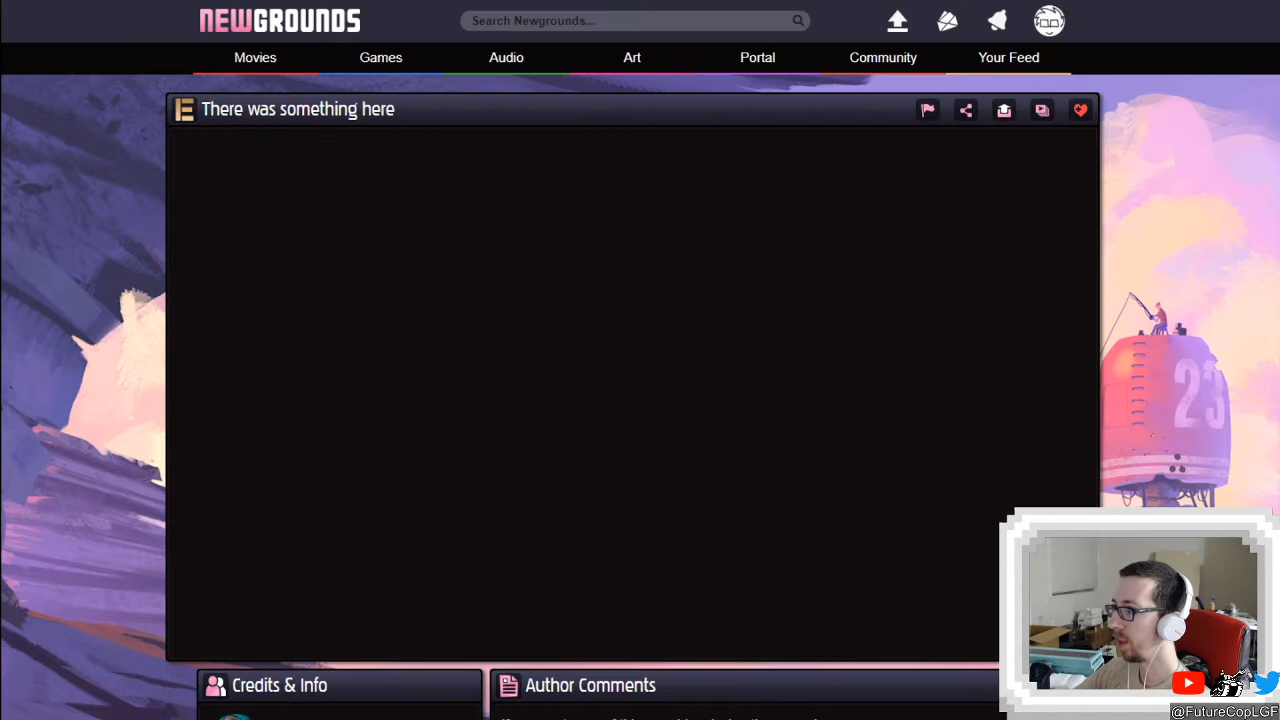 NEWGROUNDS
Search Newgrounds...
Movies
Games
Audio
Art
Portal
Community
Your Feed
E There was something here
23
Credits & Info
Author Comments
@FutureCopLGF